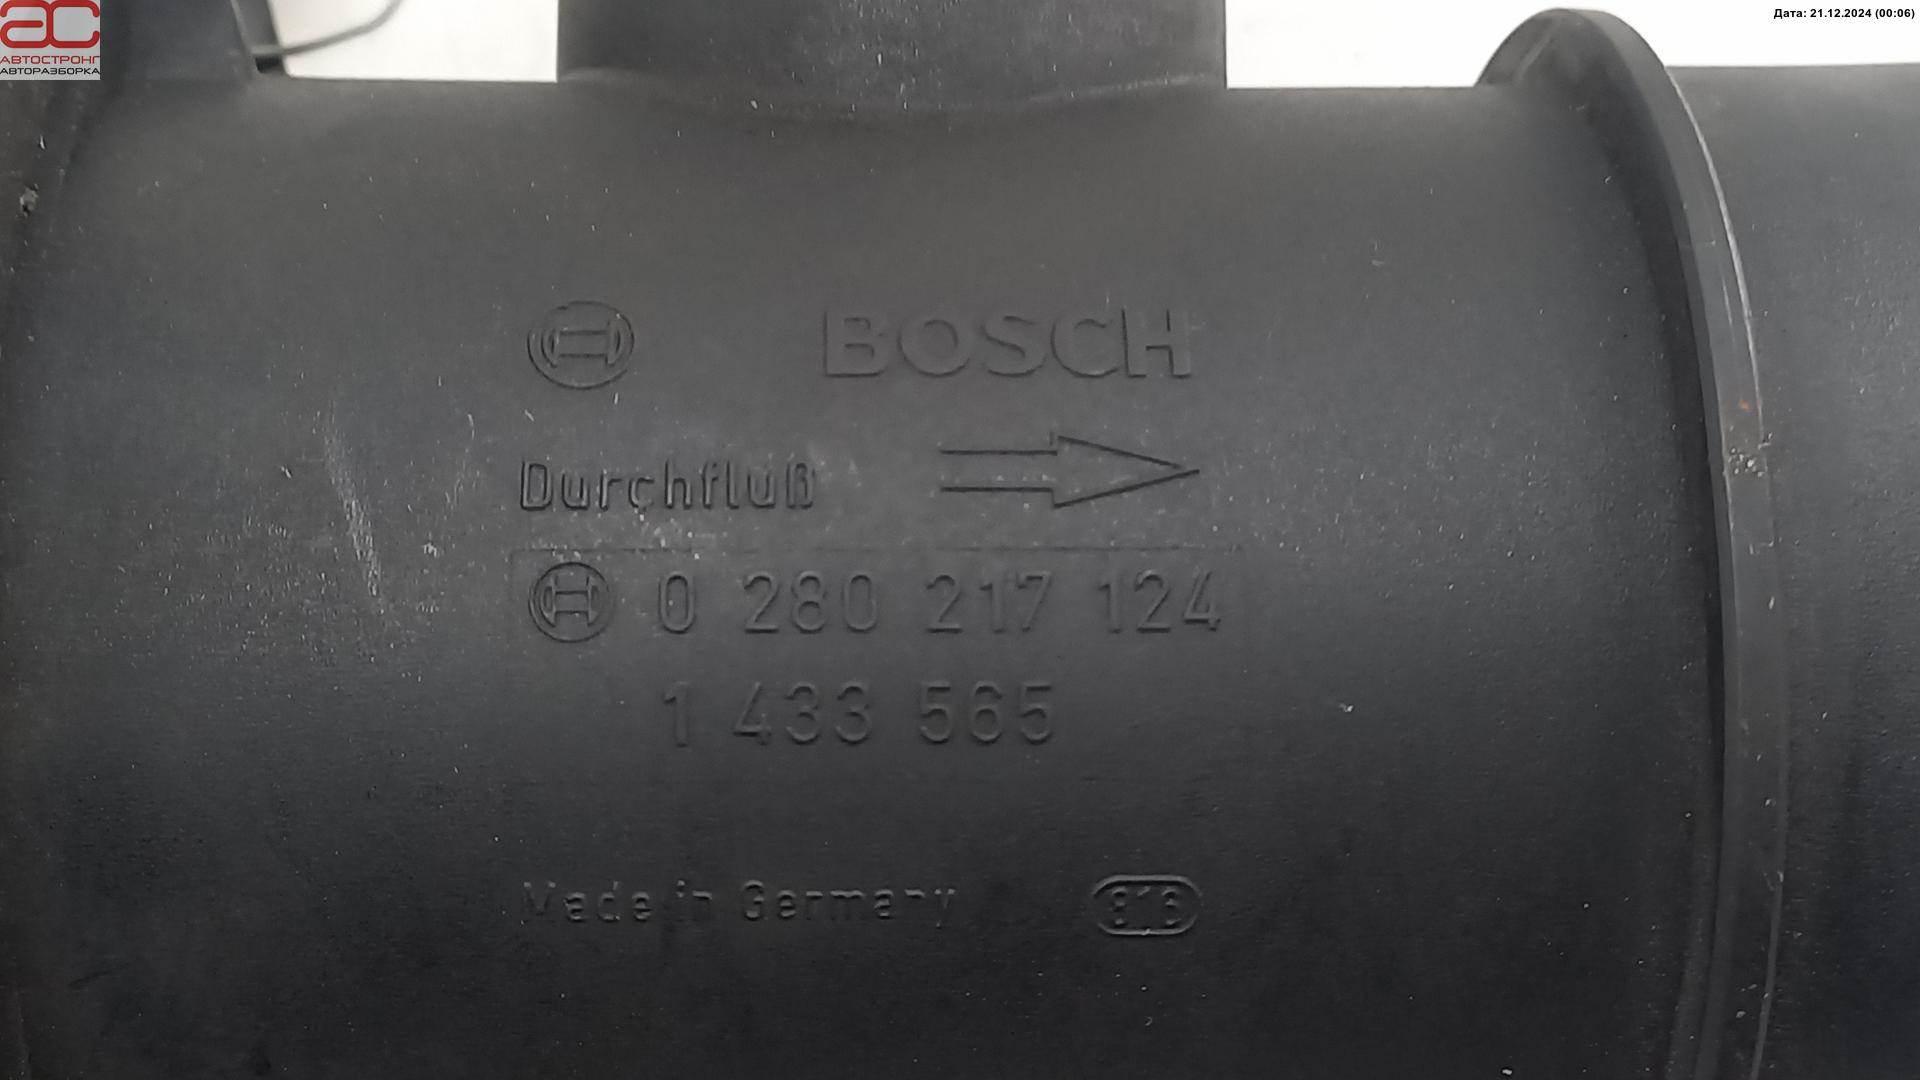 Дата: 21.12.2024 (00:06)
АС
АВТОСТРОНГ
АВТОРАЗБОРКА
BOSCH
Durchfluß
0 280 217 124
1 433 565
Made in Germany